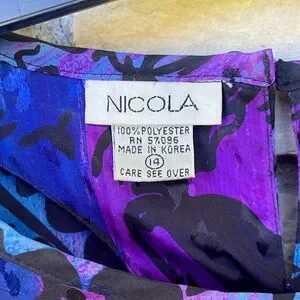 NICOLA
100% POLYESTER
RN 57096
MADE IN KOREA
14
CARE SEE OVER